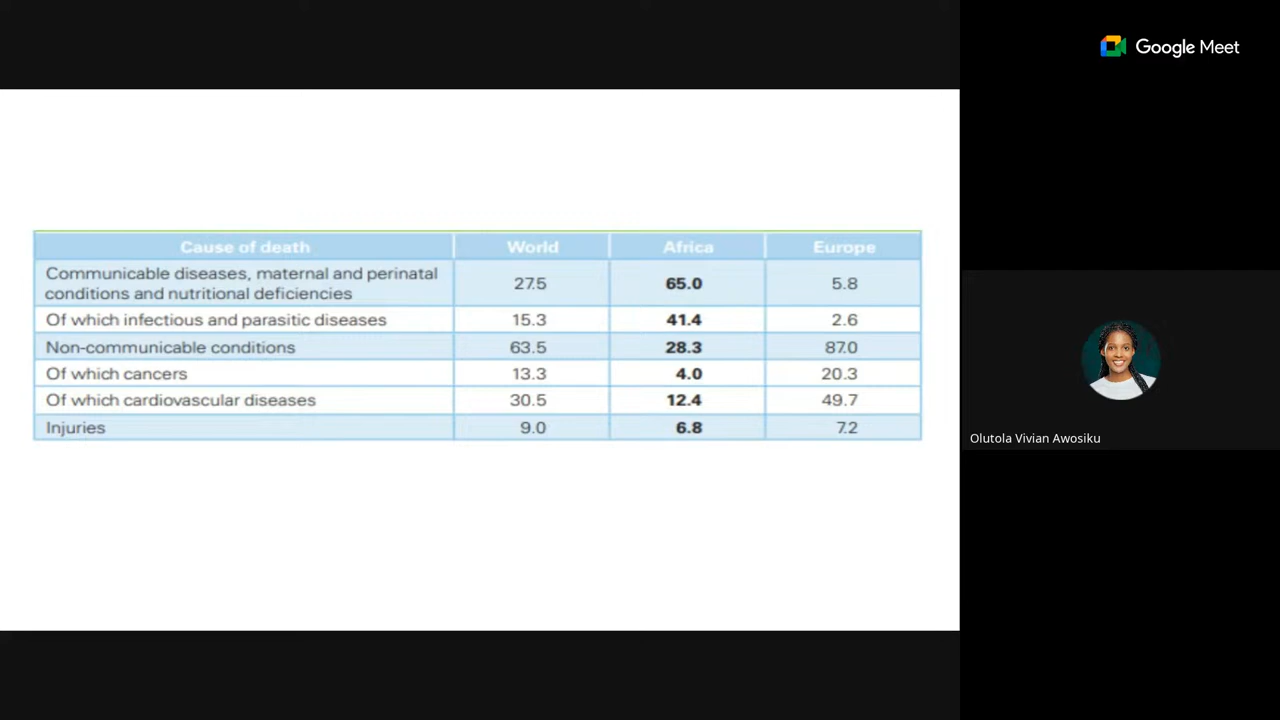 Google Meet
Cause of death World Africa Europe
Communicable diseases, maternal and perinatal
conditions and nutritional deficiencies 27.5 65.0 5.8
Of which infectious and parasitic diseases 15.3 41.4 2.6
Non-communicable conditions 63.5 28.3 87.0
Of which cancers 13.3 4.0 20.3
Of which cardiovascular diseases 30.5 12.4 49.7
Injuries 9.0 6.8 7.2
Olutola Vivian Awosiku